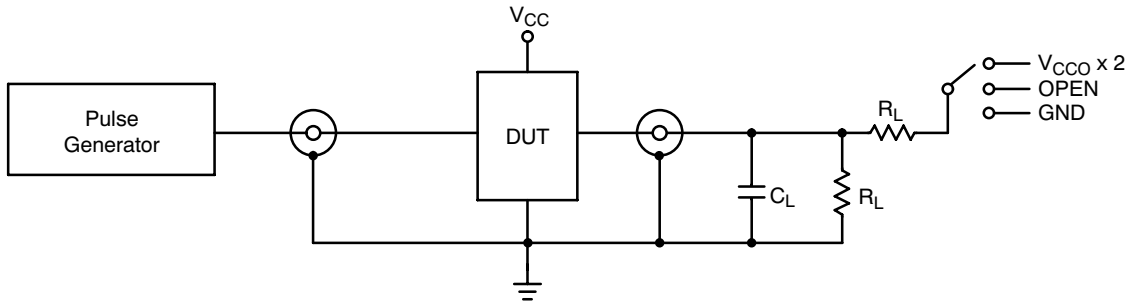 V_CC
Pulse
Generator
DUT
R_L
V_CCO x 2
OPEN
GND
C_L
R_L